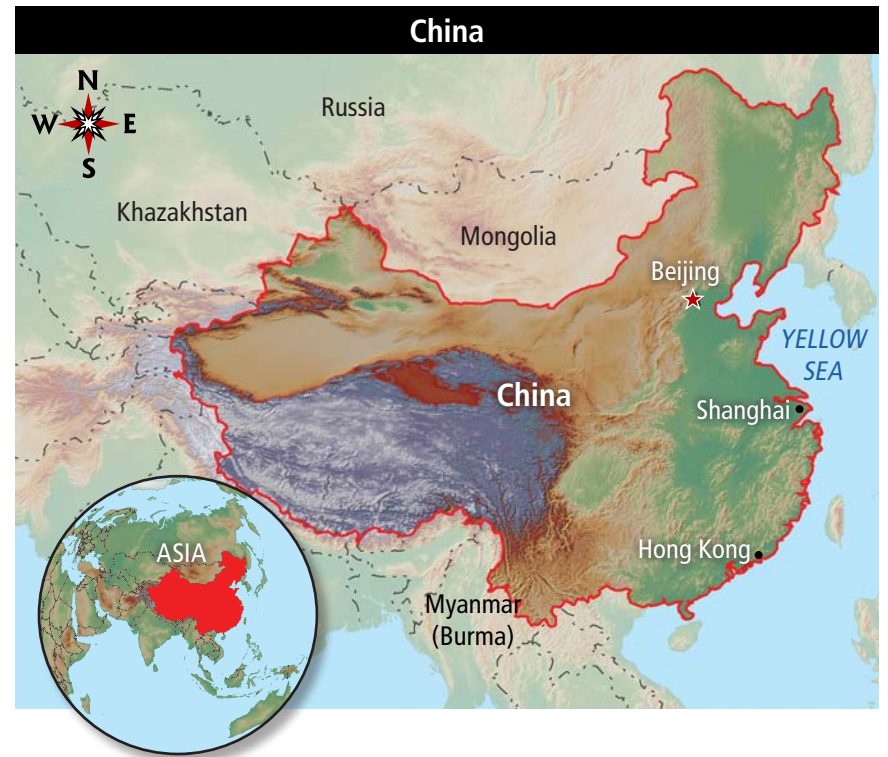 China
N
W E
S
Russia
Khazakhstan
Mongolia
Beijing
YELLOW
SEA
China
Shanghai
ASIA
Hong Kong
Myanmar
(Burma)